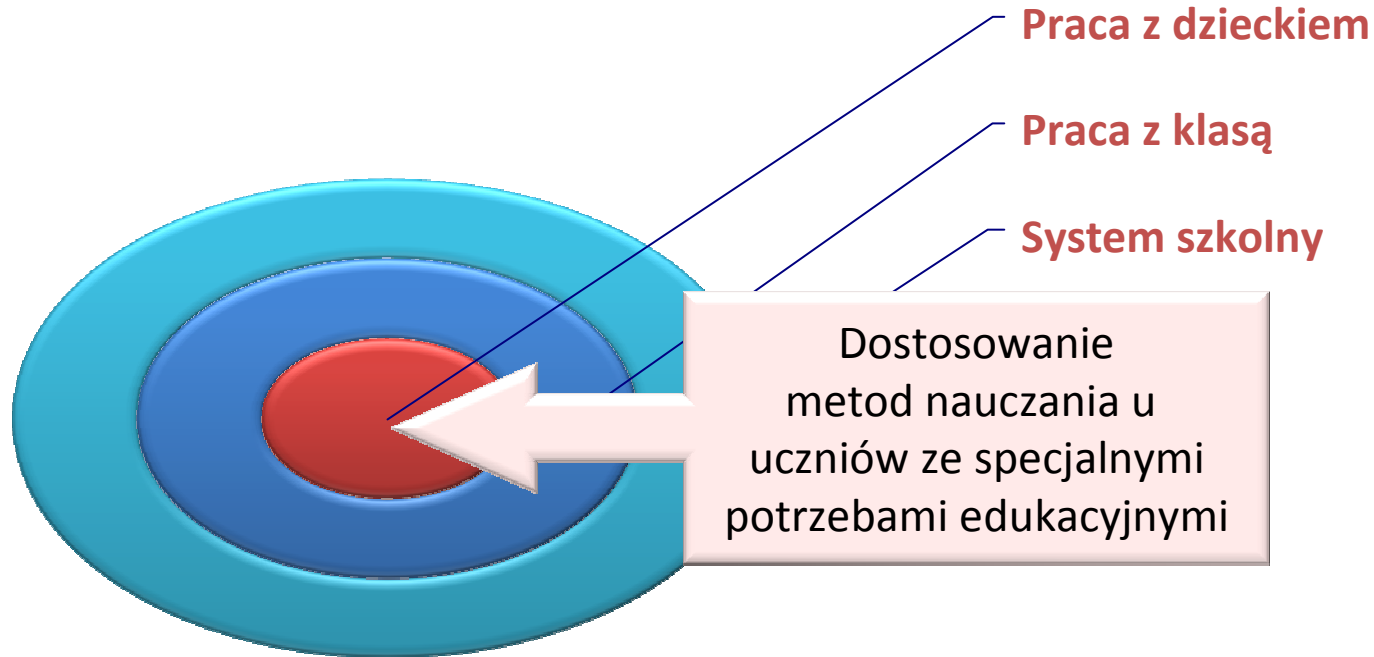 Praca z dzieckiem
Praca z klasą
System szkolny
Dostosowanie
metod nauczania u
uczniów ze specjalnymi
potrzebami edukacyjnymi